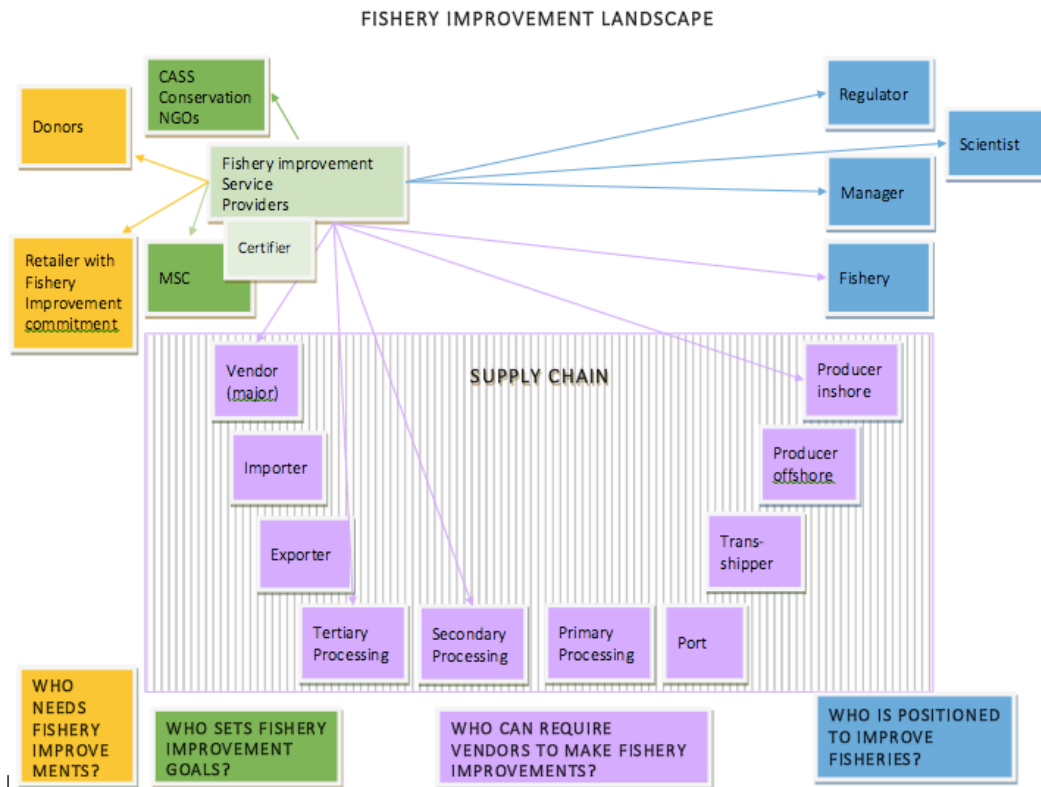 FISHERY IMPROVEMENT LANDSCAPE
CASS
Conservation
NGOs
Donors
Fishery improvement
Service
Providers
Certifier
MSC
Retailer with
Fishery
Improvement
commitment
Regulator
Scientist
Manager
Fishery
SUPPLY CHAIN
Vendor
(major)
Importer
Exporter
Tertiary
Processing
Secondary
Processing
Primary
Processing
Port
Trans-
shipper
Producer
offshore
Producer
inshore
WHO
NEEDS
FISHERY
IMPROVE
MENTS?
WHO SETS FISHERY
IMPROVEMENT
GOALS?
WHO CAN REQUIRE
VENDORS TO MAKE FISHERY
IMPROVEMENTS?
WHO IS POSITIONED
TO IMPROVE
FISHERIES?